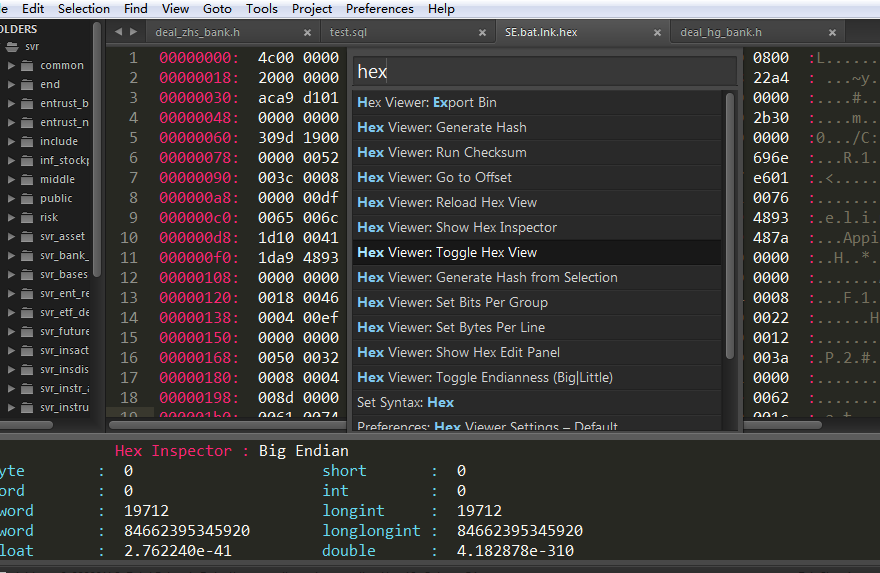 Edit Selection Find View Goto Tools Project Preferences Help
OLDERS
svr
common
end
entrust_b
entrust_n
include
inf_stockp
middle
public
risk
svr_asset
svr_bank_
svr_bases
svr_ent_re
svr_etf_de
svr_future
svr_insact
svr_insdis
svr_instr_a
svr_instru
deal_zhs_bank.h × test.sql × SE.bat.lnk.hex × deal_hg_bank.h ×
1 00000000: 4c00 0000
2 00000018: 2000 0000
3 00000030: aca9 d101
4 00000048: 0000 0000
5 00000060: 309d 1900
6 00000078: 0000 0052
7 00000090: 003c 0008
8 000000a8: 0000 00df
9 000000c0: 0065 006c
10 000000d8: 1d10 0041
11 000000f0: 1da9 4893
12 00000108: 0000 0000
13 00000120: 0018 0046
14 00000138: 0004 00ef
15 00000150: 0000 0000
16 00000168: 0050 0032
17 00000180: 0008 0004
18 00000198: 008d 0000
19 000001b0: 0061 0074
hex
Hex Viewer: Export Bin
Hex Viewer: Generate Hash
Hex Viewer: Run Checksum
Hex Viewer: Go to Offset
Hex Viewer: Reload Hex View
Hex Viewer: Show Hex Inspector
Hex Viewer: Toggle Hex View
Hex Viewer: Generate Hash from Selection
Hex Viewer: Set Bits Per Group
Hex Viewer: Set Bytes Per Line
Hex Viewer: Show Hex Edit Panel
Hex Viewer: Toggle Endianness (Big|Little)
Set Syntax: Hex
Preferences: Hex Viewer Settings – Default
0800 :L.......
22a4 : ...~y.
0000 :....#.
2b30 :....m.
0000 :0.../C:
696e :...R.1.
e601 :.<.....
0076 :.......
4893 :.e.l.i.
487a :...Appi
0000 :..H..*.
0000 :.......
0008 :...F.1.
0022 :......H
0012 :.......
003a :.P.2.#.
0000 :.......
0062 :.......
001c :.a.t...
Hex Inspector : Big Endian
yte : 0 short : 0
ord : 0 int : 0
word : 19712 longint : 19712
word : 84662395345920 longlongint : 84662395345920
loat : 2.762240e-41 double : 4.182878e-310